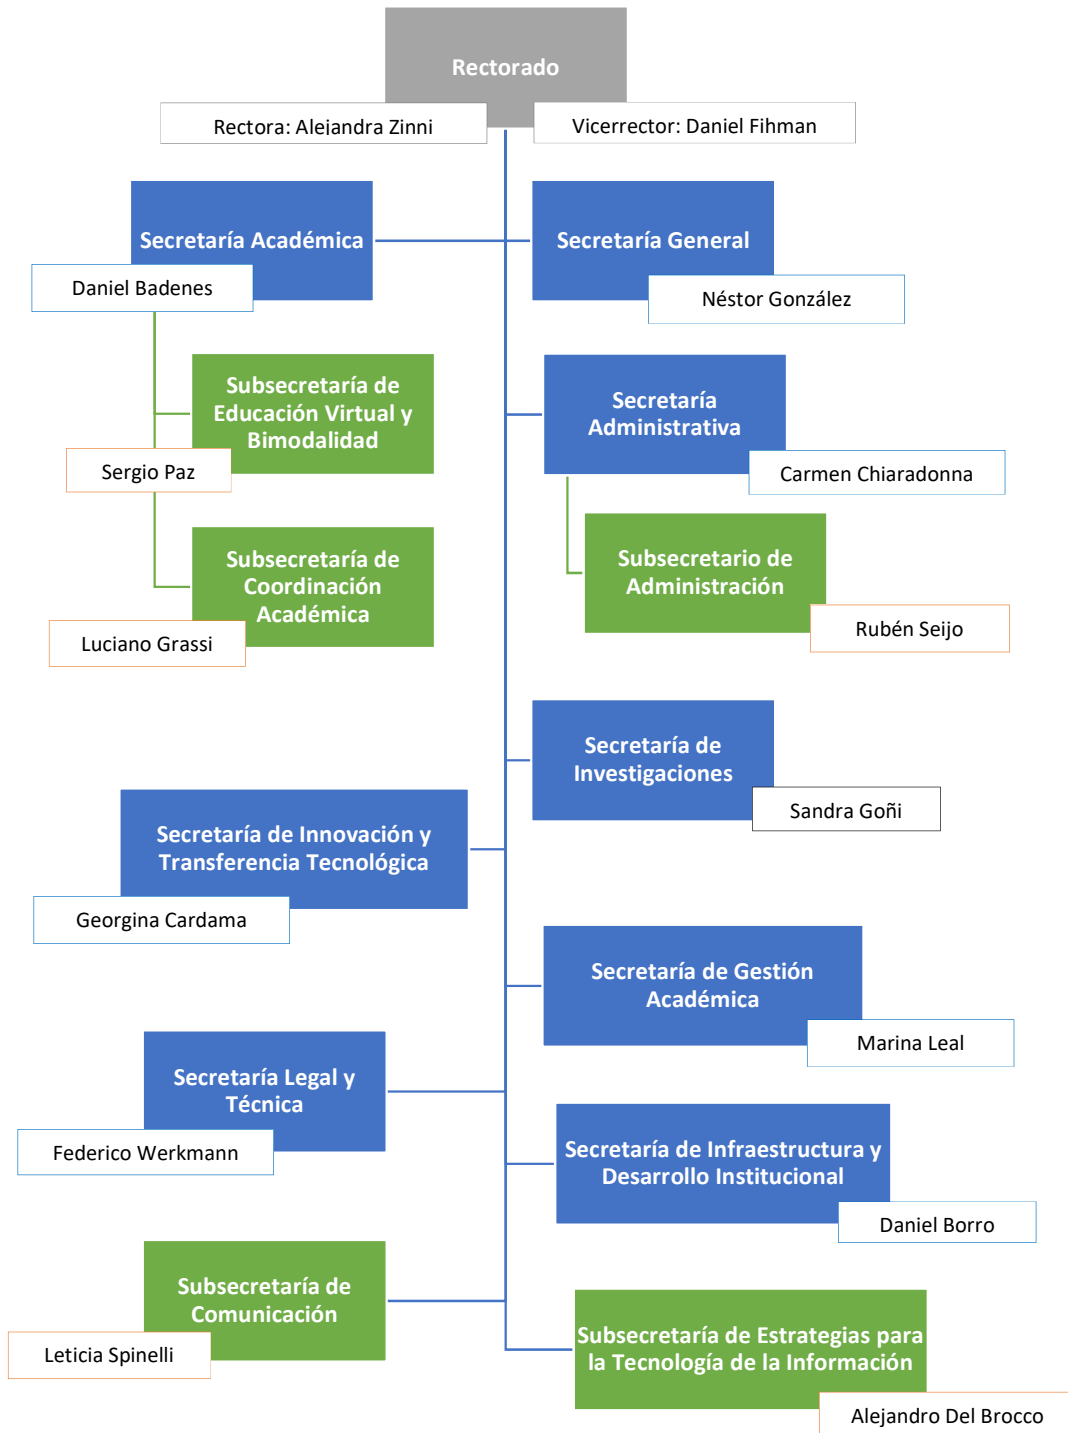 Rectorado
Rectora: Alejandra Zinni
Vicerrector: Daniel Fihman
Secretaría Académica
Daniel Badenes
Secretaría General
Néstor González
Subsecretaría de
Educación Virtual y
Bimodalidad
Sergio Paz
Secretaría
Administrativa
Carmen Chiaradonna
Subsecretaría de
Coordinación
Académica
Luciano Grassi
Subsecretario de
Administración
Rubén Seijo
Secretaría de
Investigaciones
Sandra Goñi
Secretaría de Innovación y
Transferencia Tecnológica
Georgina Cardama
Secretaría de Gestión
Académica
Marina Leal
Secretaría Legal y
Técnica
Federico Werkmann
Secretaría de Infraestructura y
Desarrollo Institucional
Daniel Borro
Subsecretaría de
Comunicación
Leticia Spinelli
Subsecretaría de Estrategias para
la Tecnología de la Información
Alejandro Del Brocco